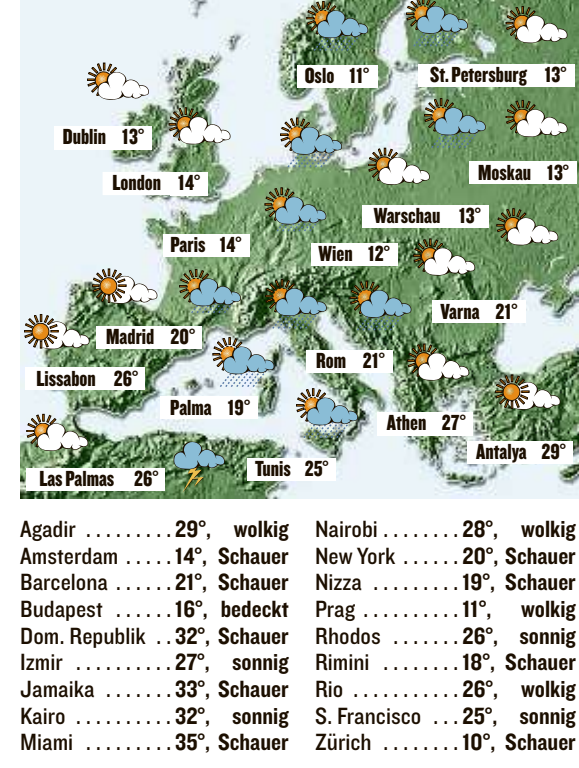 Oslo 11°
St. Petersburg 13°
Dublin 13°
London 14°
Moskau 13°
Warschau 13°
Paris 14°
Wien 12°
Varna 21°
Madrid 20°
Rom 21°
Lissabon 26°
Palma 19°
Athen 27°
Antalya 29°
Las Palmas 26°
Tunis 25°
Agadir ......... 29°, wolkig
Amsterdam ..... 14°, Schauer
Barcelona ...... 21°, Schauer
Budapest ...... 16°, bedeckt
Dom. Republik .. 32°, Schauer
Izmir .......... 27°, sonnig
Jamaika ....... 33°, Schauer
Kairo .......... 32°, sonnig
Miami ......... 35°, Schauer
Nairobi ........ 28°, wolkig
New York ...... 20°, Schauer
Nizza ......... 19°, Schauer
Prag .......... 11°, wolkig
Rhodos ....... 26°, sonnig
Rimini ........ 18°, Schauer
Rio ........... 26°, wolkig
S. Francisco ... 25°, sonnig
Zürich ........ 10°, Schauer